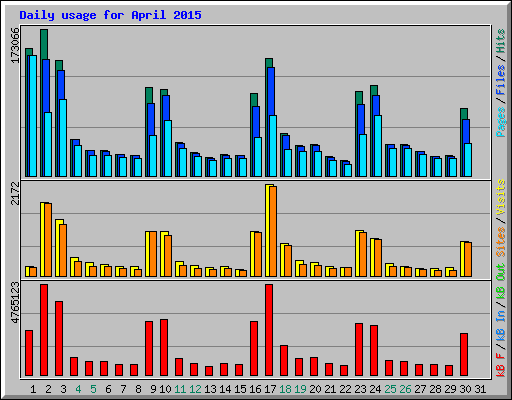 Daily usage for April 2015
173066
Pages/Files/Hits
2172
Sites/Visits
4765123
kB F/kB In/kB Out
1 2 3 4 5 6 7 8 9 10 11 12 13 14 15 16 17 18 19 20 21 22 23 24 25 26 27 28 29 30 31